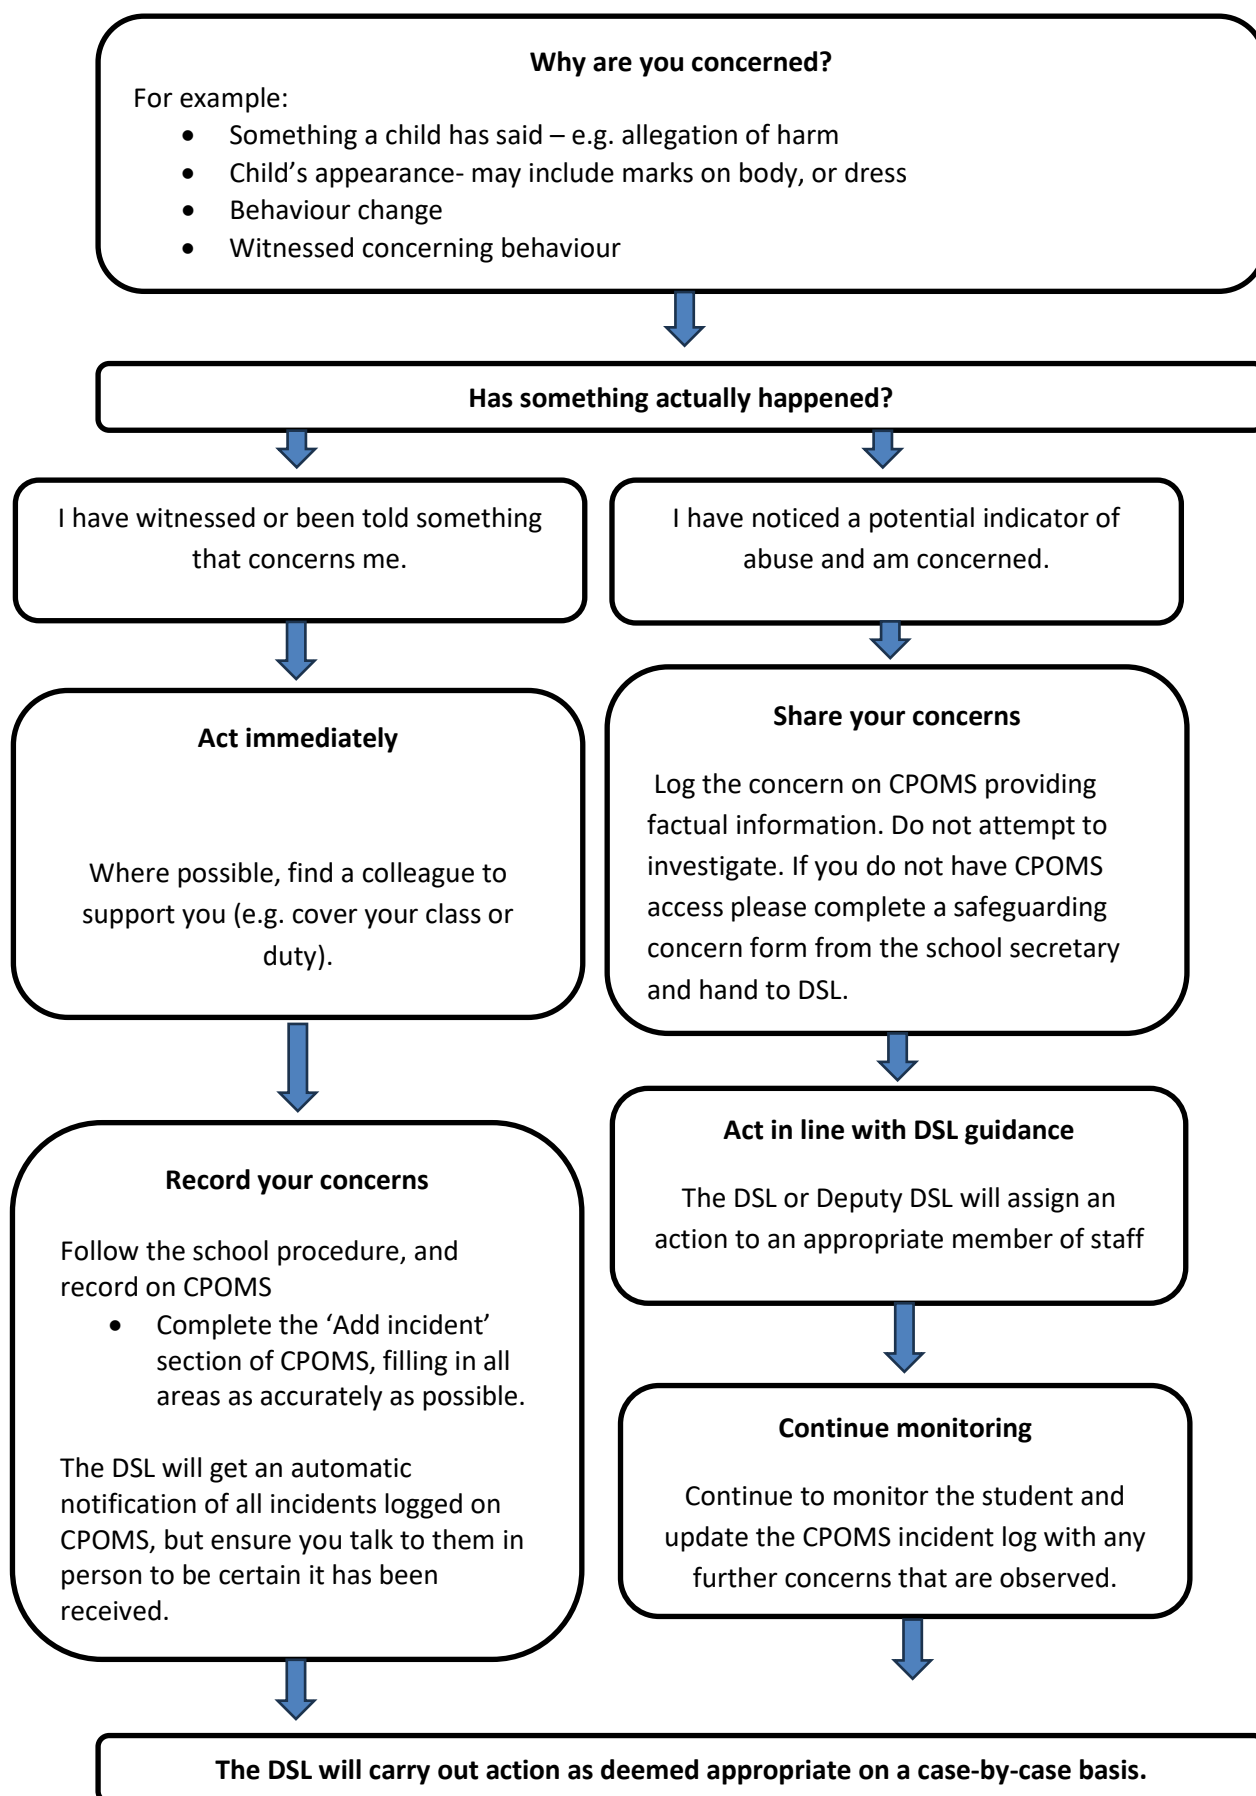 Why are you concerned?
For example:
• Something a child has said – e.g. allegation of harm
• Child’s appearance- may include marks on body, or dress
• Behaviour change
• Witnessed concerning behaviour
Has something actually happened?
I have witnessed or been told something
that concerns me.
I have noticed a potential indicator of
abuse and am concerned.
Act immediately
Where possible, find a colleague to
support you (e.g. cover your class or
duty).
Share your concerns
Log the concern on CPOMS providing
factual information. Do not attempt to
investigate. If you do not have CPOMS
access please complete a safeguarding
concern form from the school secretary
and hand to DSL.
Record your concerns
Follow the school procedure, and
record on CPOMS
• Complete the ‘Add incident’
section of CPOMS, filling in all
areas as accurately as possible.
The DSL will get an automatic
notification of all incidents logged on
CPOMS, but ensure you talk to them in
person to be certain it has been
received.
Act in line with DSL guidance
The DSL or Deputy DSL will assign an
action to an appropriate member of staff
Continue monitoring
Continue to monitor the student and
update the CPOMS incident log with any
further concerns that are observed.
The DSL will carry out action as deemed appropriate on a case-by-case basis.